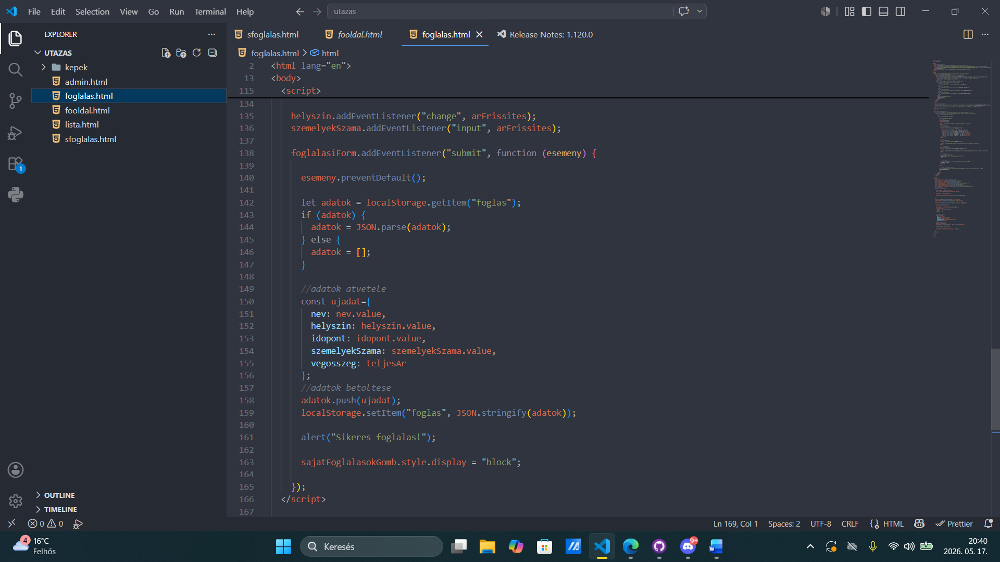 File Edit Selection View Go Run Terminal Help
utazas
EXPLORER
UTAZAS
kepek
admin.html
foglalas.html
fooldal.html
lista.html
sfoglalas.html
1
OUTLINE
TIMELINE
sfoglalas.html fooldal.html foglalas.html Release Notes: 1.120.0
foglalas.html > html
2 <html lang="en">
13 <body>
115 <script>
134
135 helyszin.addEventListener("change", arFrissites);
136 szemelyekSzama.addEventListener("input", arFrissites);
137
138 foglalasiForm.addEventListener("submit", function (esemeny) {
139
140 esemeny.preventDefault();
141
142 let adatok = localStorage.getItem("foglas");
143 if (adatok) {
144 adatok = JSON.parse(adatok);
145 } else {
146 adatok = [];
147 }
148
149 //adatok atvetele
150 const ujadat={
151 nev: nev.value,
152 helyszin: helyszin.value,
153 idopont: idopont.value,
154 szemelyekSzama: szemelyekSzama.value,
155 vegosszeg: teljesAr
156 };
157 //adatok betoltese
158 adatok.push(ujadat);
159 localStorage.setItem("foglas", JSON.stringify(adatok));
160
161 alert("Sikeres foglalas!");
162
163 sajatFoglalasokGomb.style.display = "block";
164
165 });
166 </script>
167
0 0
Ln 169, Col 1 Spaces: 2 UTF-8 CRLF {} HTML Prettier
4
16°C
Felhős
Keresés
9+
20:40
2026. 05. 17.